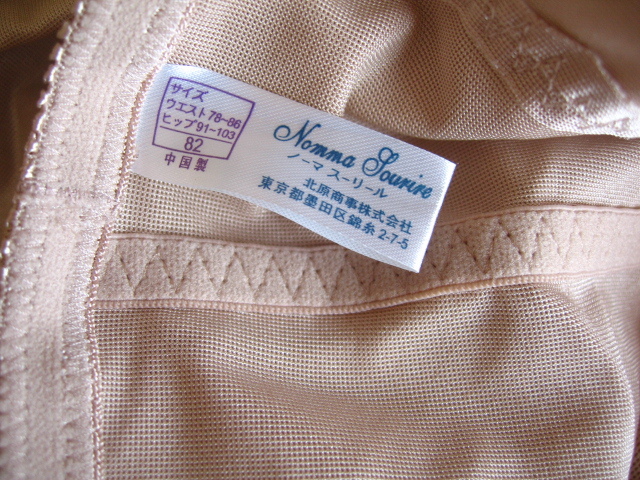 サイズ
ウエスト78-86
ヒップ91-103
82
中国製
Nomma Sourire
ノーマ スーリール
北原商事株式会社
東京都墨田区錦糸2-7-5